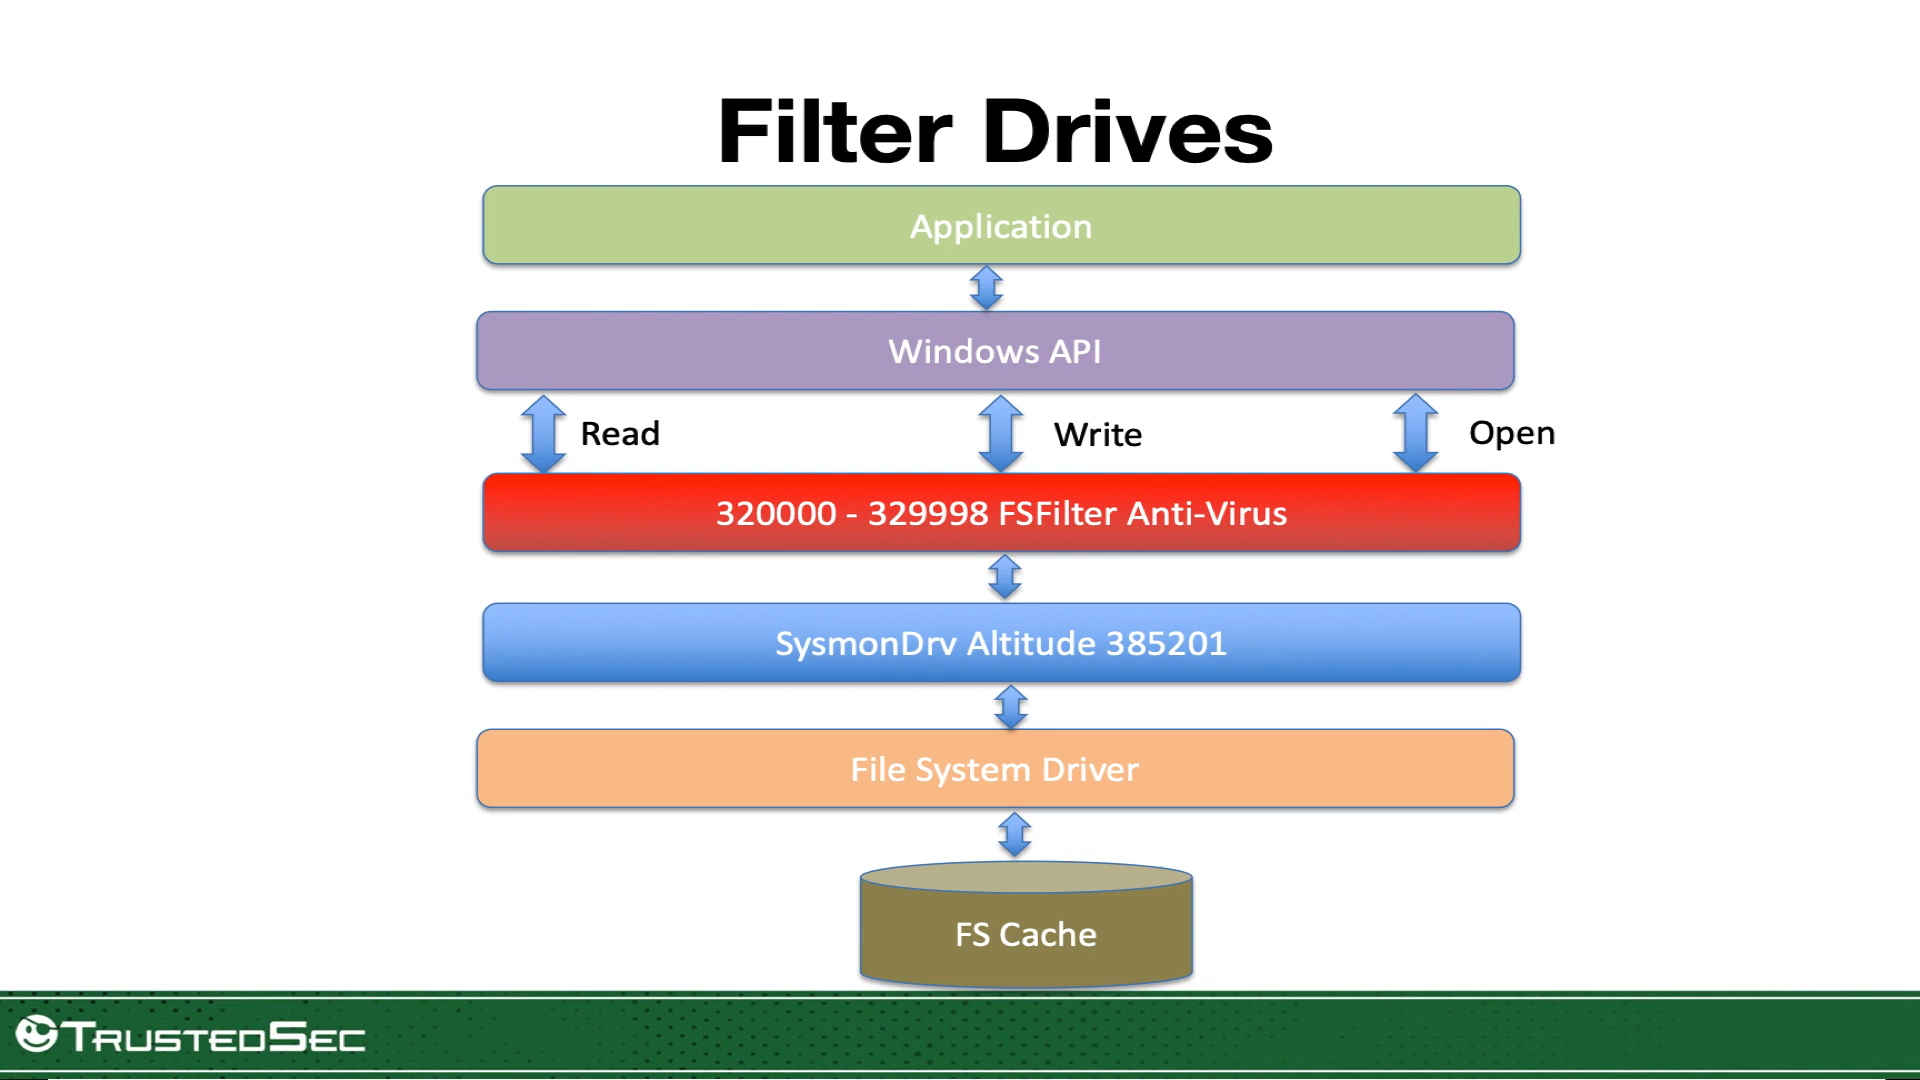 Filter Drives
Application
Windows API
Read
Write
Open
320000 - 329998 FSFilter Anti-Virus
SysmonDrv Altitude 385201
File System Driver
FS Cache
TRUSTEDSEC